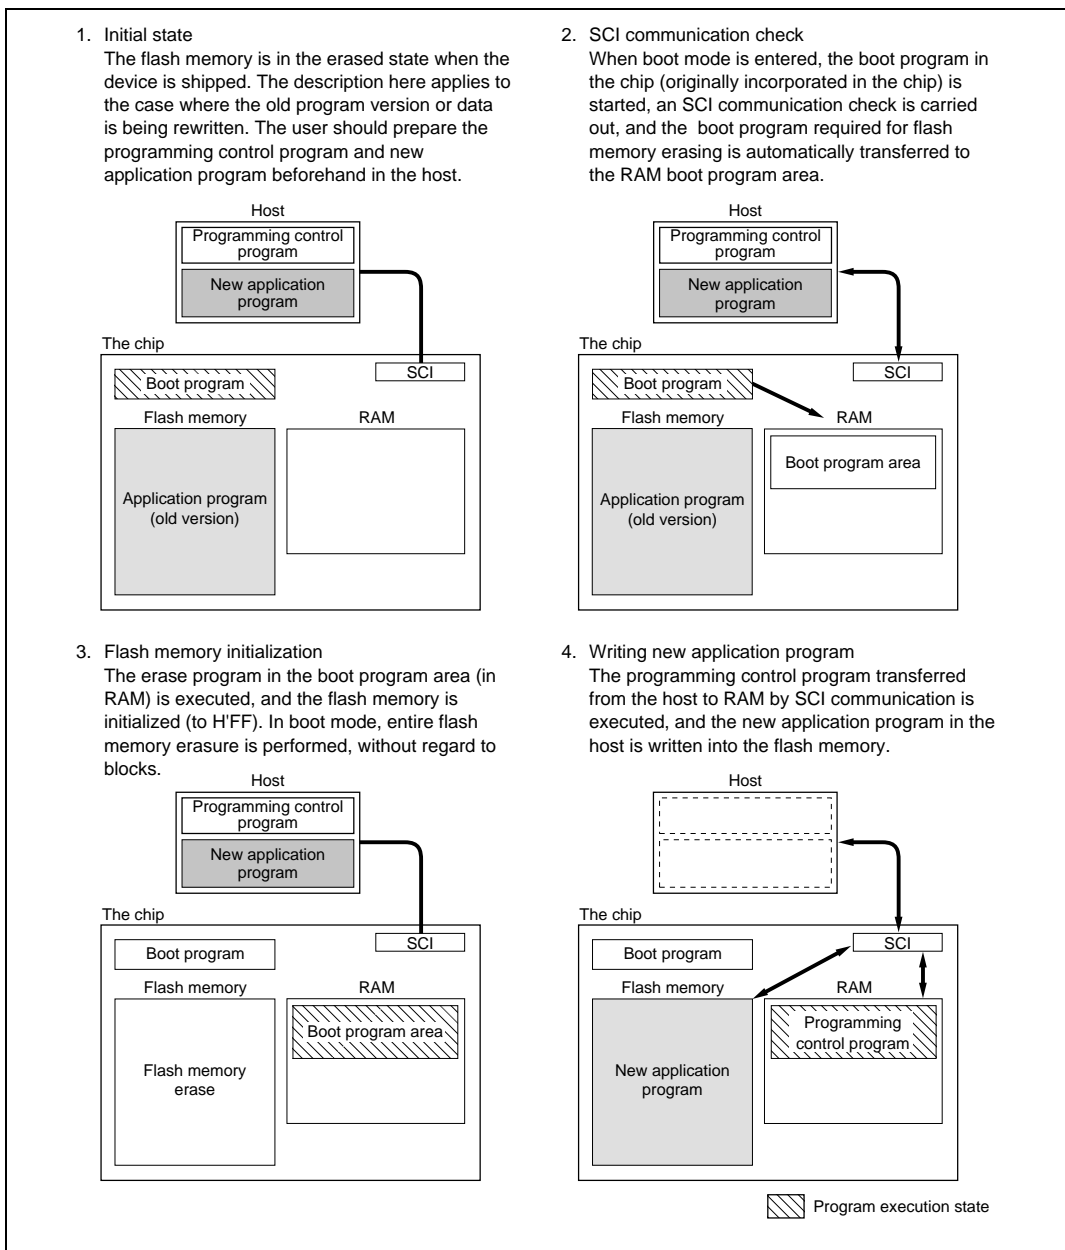 1. Initial state
The flash memory is in the erased state when the
device is shipped. The description here applies to
the case where the old program version or data
is being rewritten. The user should prepare the
programming control program and new
application program beforehand in the host.
Host
Programming control
program
New application
program
The chip
SCI
Boot program
Flash memory
RAM
Application program
(old version)
2. SCI communication check
When boot mode is entered, the boot program in
the chip (originally incorporated in the chip) is
started, an SCI communication check is carried
out, and the boot program required for flash
memory erasing is automatically transferred to
the RAM boot program area.
Host
Programming control
program
New application
program
The chip
SCI
Boot program
Flash memory
RAM
Boot program area
Application program
(old version)
3. Flash memory initialization
The erase program in the boot program area (in
RAM) is executed, and the flash memory is
initialized (to H'FF). In boot mode, entire flash
memory erasure is performed, without regard to
blocks.
Host
Programming control
program
New application
program
The chip
SCI
Boot program
Flash memory
RAM
Boot program area
Flash memory
erase
4. Writing new application program
The programming control program transferred
from the host to RAM by SCI communication is
executed, and the new application program in the
host is written into the flash memory.
Host
The chip
SCI
Boot program
Flash memory
RAM
Programming
control program
New application
program
Program execution state